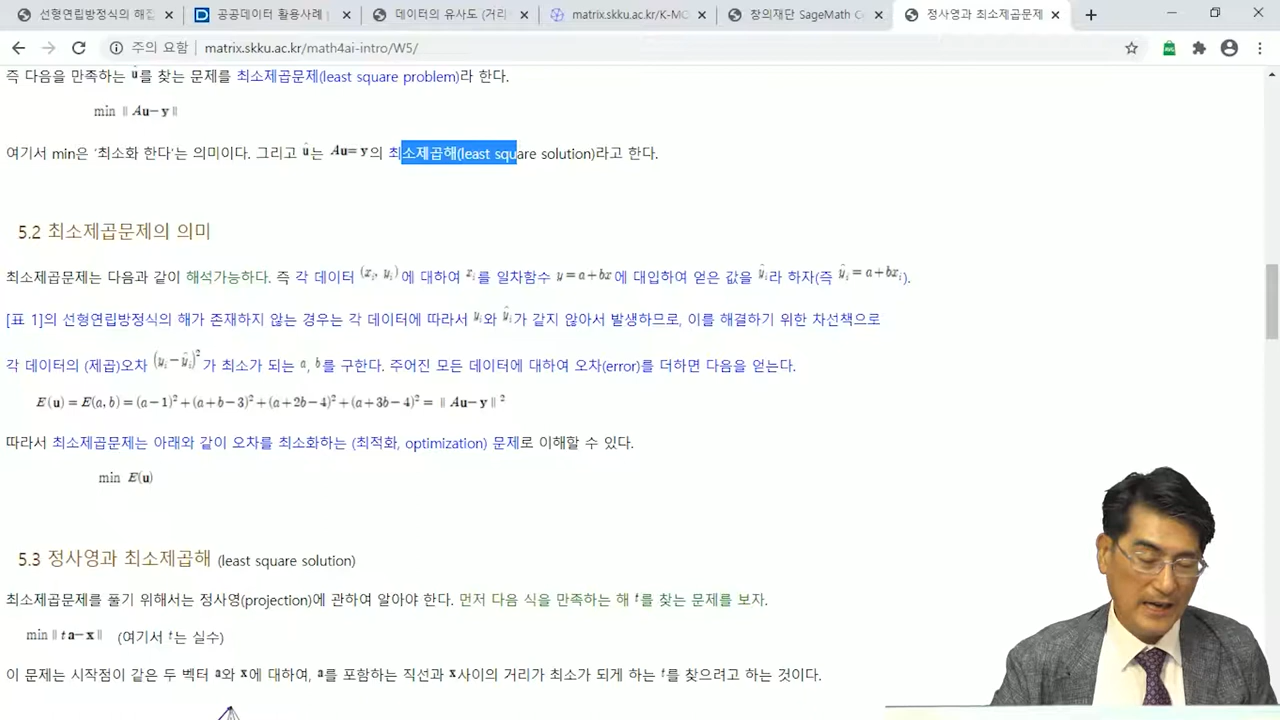 선형연립방정식의 해집
공공데이터 활용사례
데이터의 유사도 (거리
matrix.skku.ac.kr/K-MO
창의재단 SageMath C
정사영과 최소제곱문제
주의 요함
matrix.skku.ac.kr/math4ai-intro/W5/
즉 다음을 만족하는 û를 찾는 문제를 최소제곱문제(least square problem)라 한다.
min ‖ Au−y ‖
여기서 min은 '최소화 한다'는 의미이다. 그리고 û는 Au= y의 최소제곱해(least square solution)라고 한다.
5.2 최소제곱문제의 의미
최소제곱문제는 다음과 같이 해석가능하다. 즉 각 데이터 (xᵢ, yᵢ)에 대하여 xᵢ를 일차함수 y = a+bx에 대입하여 얻은 값을 ŷᵢ라 하자(즉 ŷᵢ = a+bxᵢ).
[표 1]의 선형연립방정식의 해가 존재하지 않는 경우는 각 데이터에 따라서 yᵢ와 ŷᵢ가 같지 않아서 발생하므로, 이를 해결하기 위한 차선책으로
각 데이터의 (제곱)오차 (yᵢ−ŷᵢ)²가 최소가 되는 a, b를 구한다. 주어진 모든 데이터에 대하여 오차(error)를 더하면 다음을 얻는다.
E(u) = E(a, b) = (a−1)² + (a+b−3)² + (a+2b−4)² + (a+3b−4)² = ‖ Au−y ‖²
따라서 최소제곱문제는 아래와 같이 오차를 최소화하는 (최적화, optimization) 문제로 이해할 수 있다.
min E(u)
5.3 정사영과 최소제곱해 (least square solution)
최소제곱문제를 풀기 위해서는 정사영(projection)에 관하여 알아야 한다. 먼저 다음 식을 만족하는 해 t를 찾는 문제를 보자.
min ‖ ta−x ‖ (여기서 t는 실수)
이 문제는 시작점이 같은 두 벡터 a와 x에 대하여, a를 포함하는 직선과 x사이의 거리가 최소가 되게 하는 t를 찾으려고 하는 것이다.